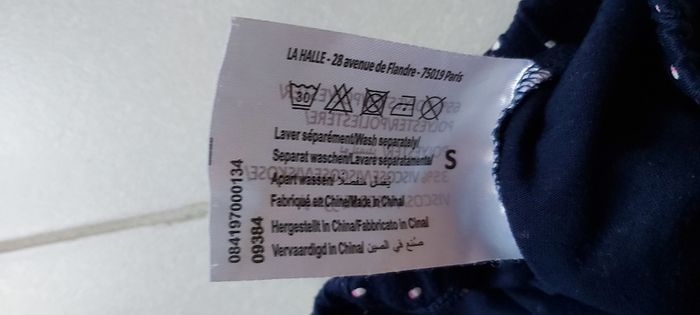 LA HALLE - 28 avenue de Flandre - 75019 Paris
30
Laver séparément/Wash separately/
Separat waschen/Lavare separatamente/
Apart wassen/ يغسل منفصلا
Fabriqué en Chine/Made in China/
Hergestellt in China/Fabbricato in Cina/
Vervaardigd in China/ صنع في الصين
S
084197000134
09384